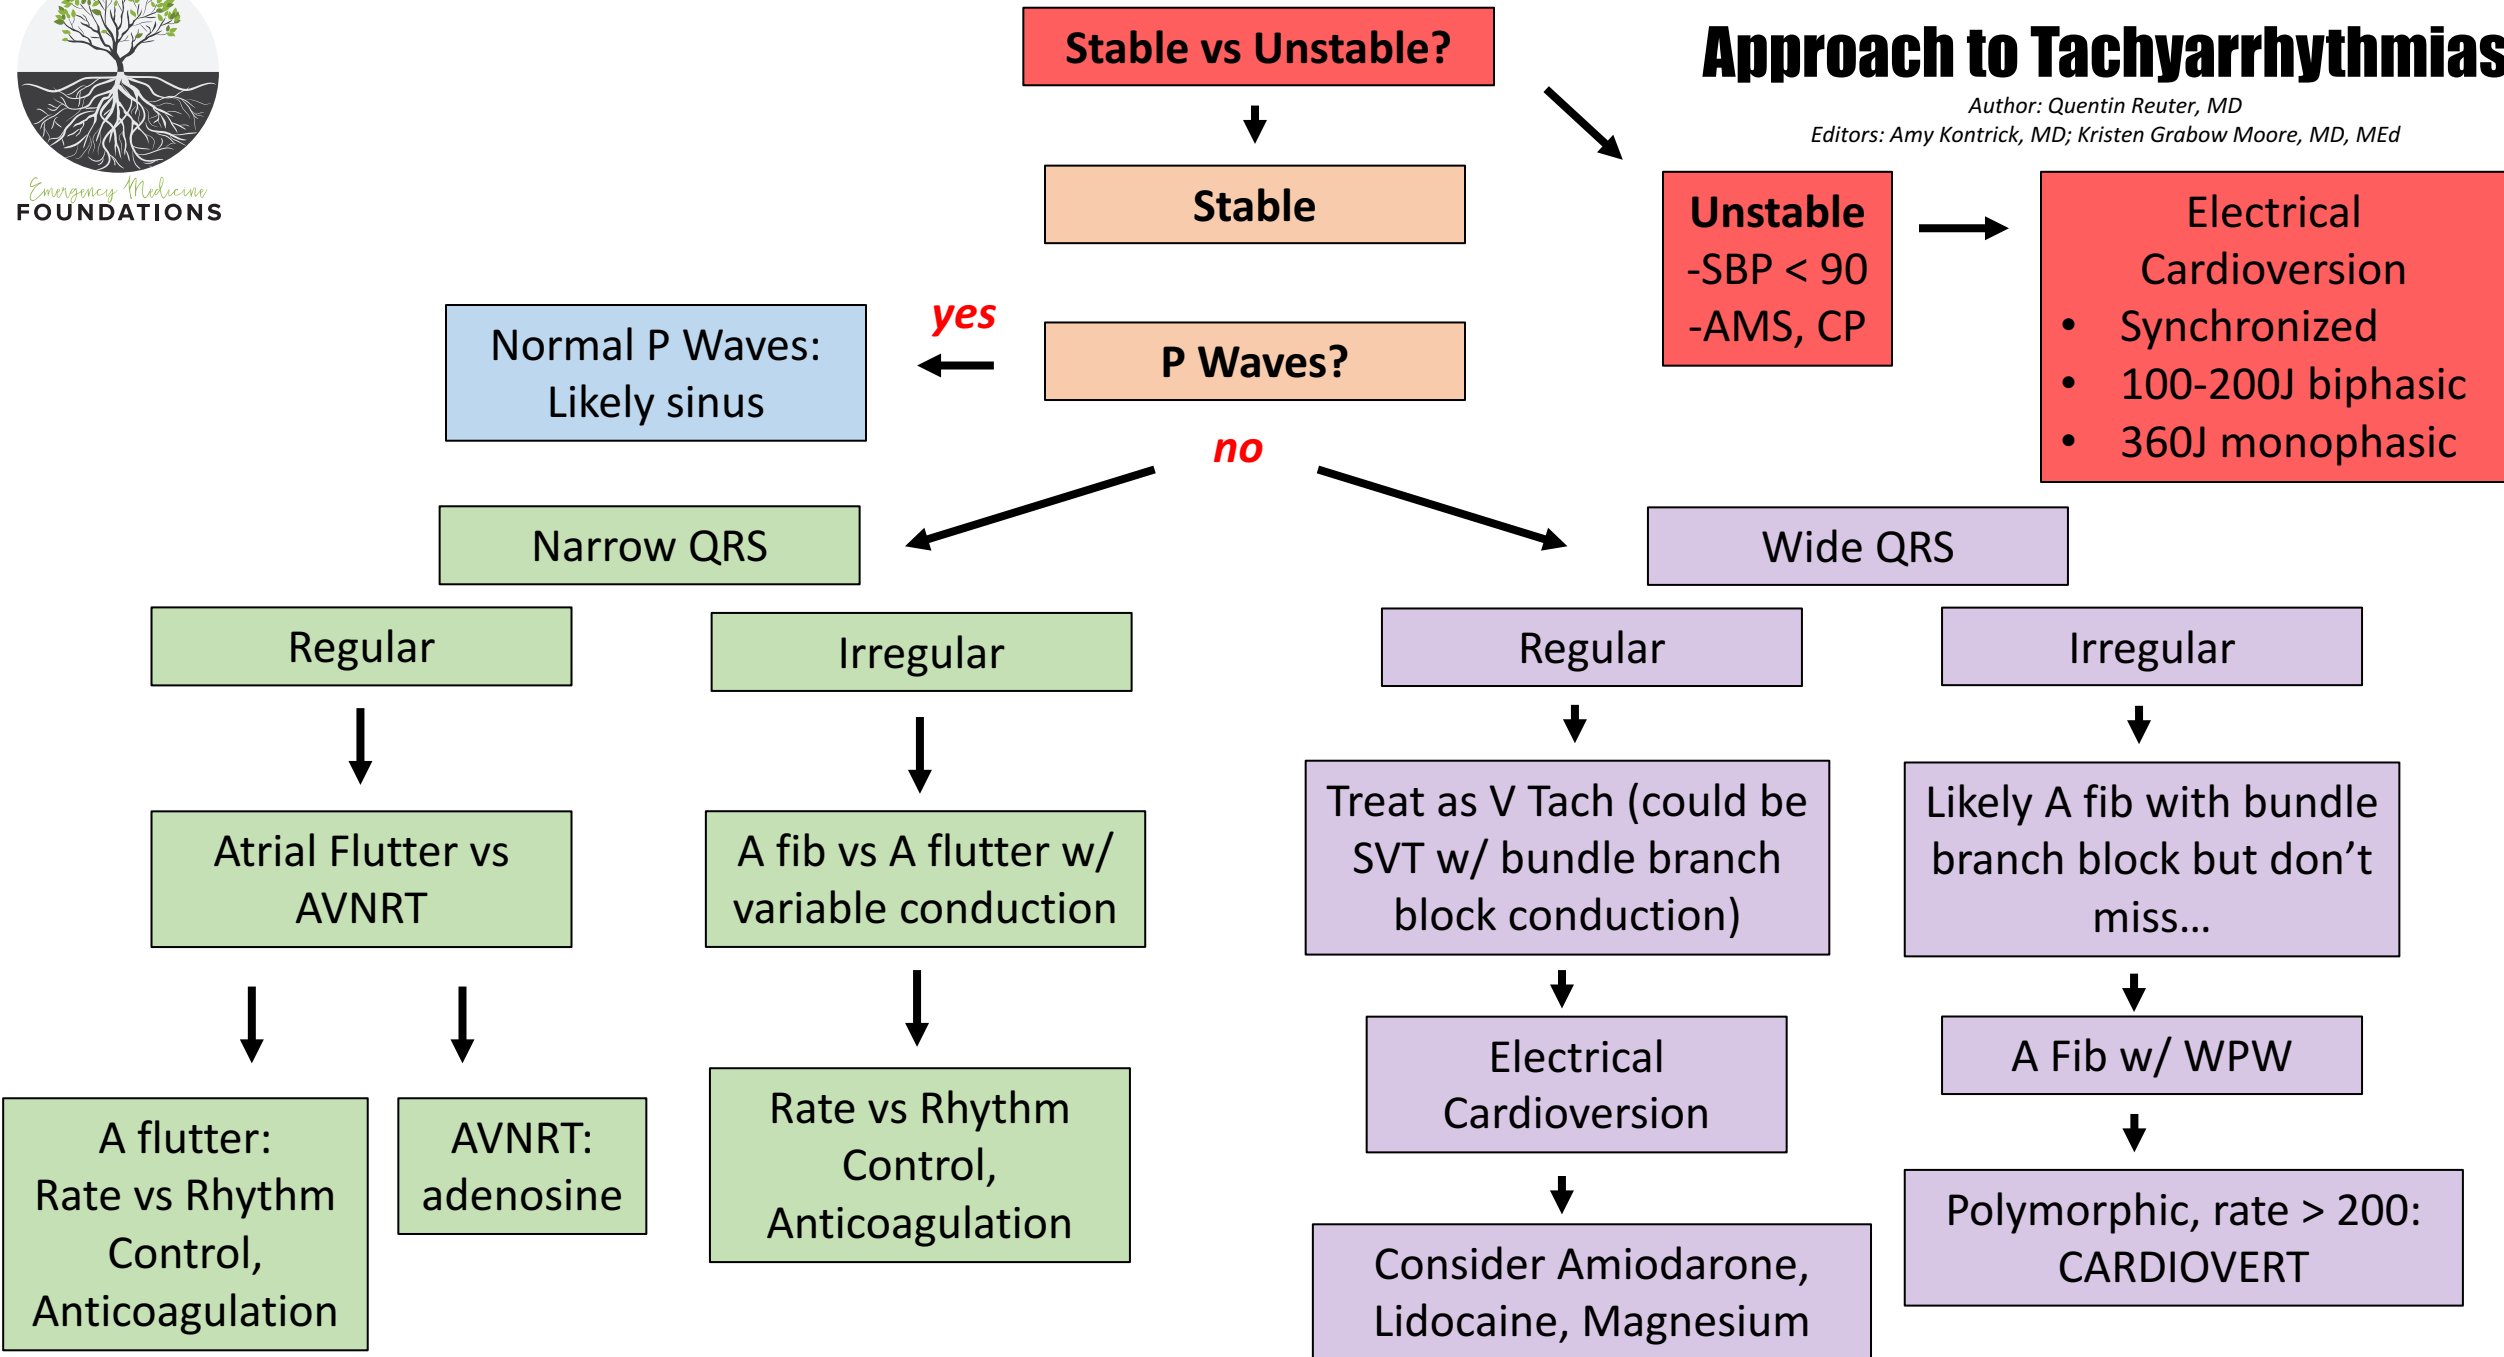 Emergency Medicine
FOUNDATIONS
Stable vs Unstable?
Approach to Tachyarrhythmias
Author: Quentin Reuter, MD
Editors: Amy Kontrick, MD; Kristen Grabow Moore, MD, MEd
Stable
Unstable
-SBP < 90
-AMS, CP
Electrical
Cardioversion
• Synchronized
• 100-200J biphasic
• 360J monophasic
P Waves?
yes
Normal P Waves:
Likely sinus
no
Narrow QRS
Wide QRS
Regular
Irregular
Regular
Irregular
Atrial Flutter vs
AVNRT
A fib vs A flutter w/
variable conduction
Treat as V Tach (could be
SVT w/ bundle branch
block conduction)
Likely A fib with bundle
branch block but don’t
miss…
A flutter:
Rate vs Rhythm
Control,
Anticoagulation
AVNRT:
adenosine
Rate vs Rhythm
Control,
Anticoagulation
Electrical
Cardioversion
A Fib w/ WPW
Consider Amiodarone,
Lidocaine, Magnesium
Polymorphic, rate > 200:
CARDIOVERT